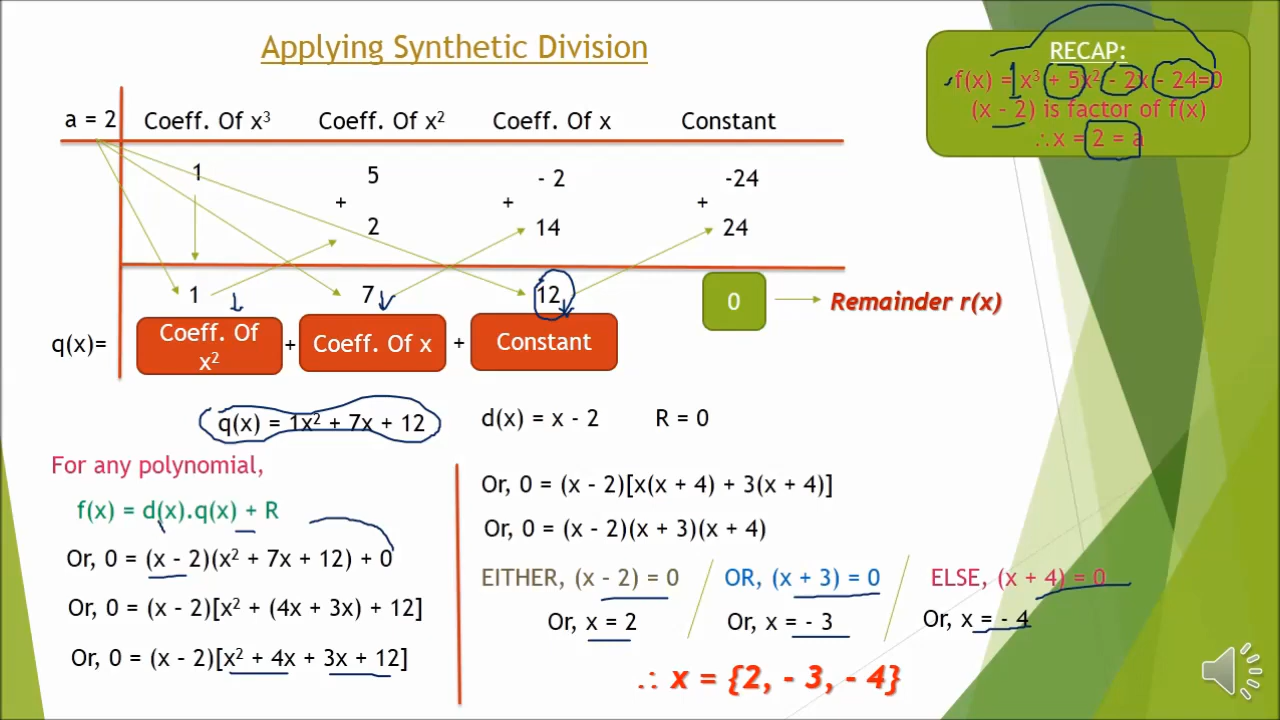 Applying Synthetic Division
RECAP:
f(x) = 1 x³ + 5x² - 2x - 24=0
(x - 2) is factor of f(x)
∴x = 2 = a
a = 2 Coeff. Of x³ Coeff. Of x² Coeff. Of x Constant
1 5 - 2 -24
+ + +
2 14 24
1 7 12 0 Remainder r(x)
q(x)= Coeff. Of x² + Coeff. Of x + Constant
q(x) = 1x² + 7x + 12 d(x) = x - 2 R = 0
For any polynomial,
f(x) = d(x).q(x) + R
Or, 0 = (x - 2)(x² + 7x + 12) + 0
Or, 0 = (x - 2)[x² + (4x + 3x) + 12]
Or, 0 = (x - 2)[x² + 4x + 3x + 12]
Or, 0 = (x - 2)[x(x + 4) + 3(x + 4)]
Or, 0 = (x - 2)(x + 3)(x + 4)
EITHER, (x - 2) = 0 OR, (x + 3) = 0 ELSE, (x + 4) = 0
Or, x = 2 Or, x = - 3 Or, x = - 4
∴ x = {2, - 3, - 4}